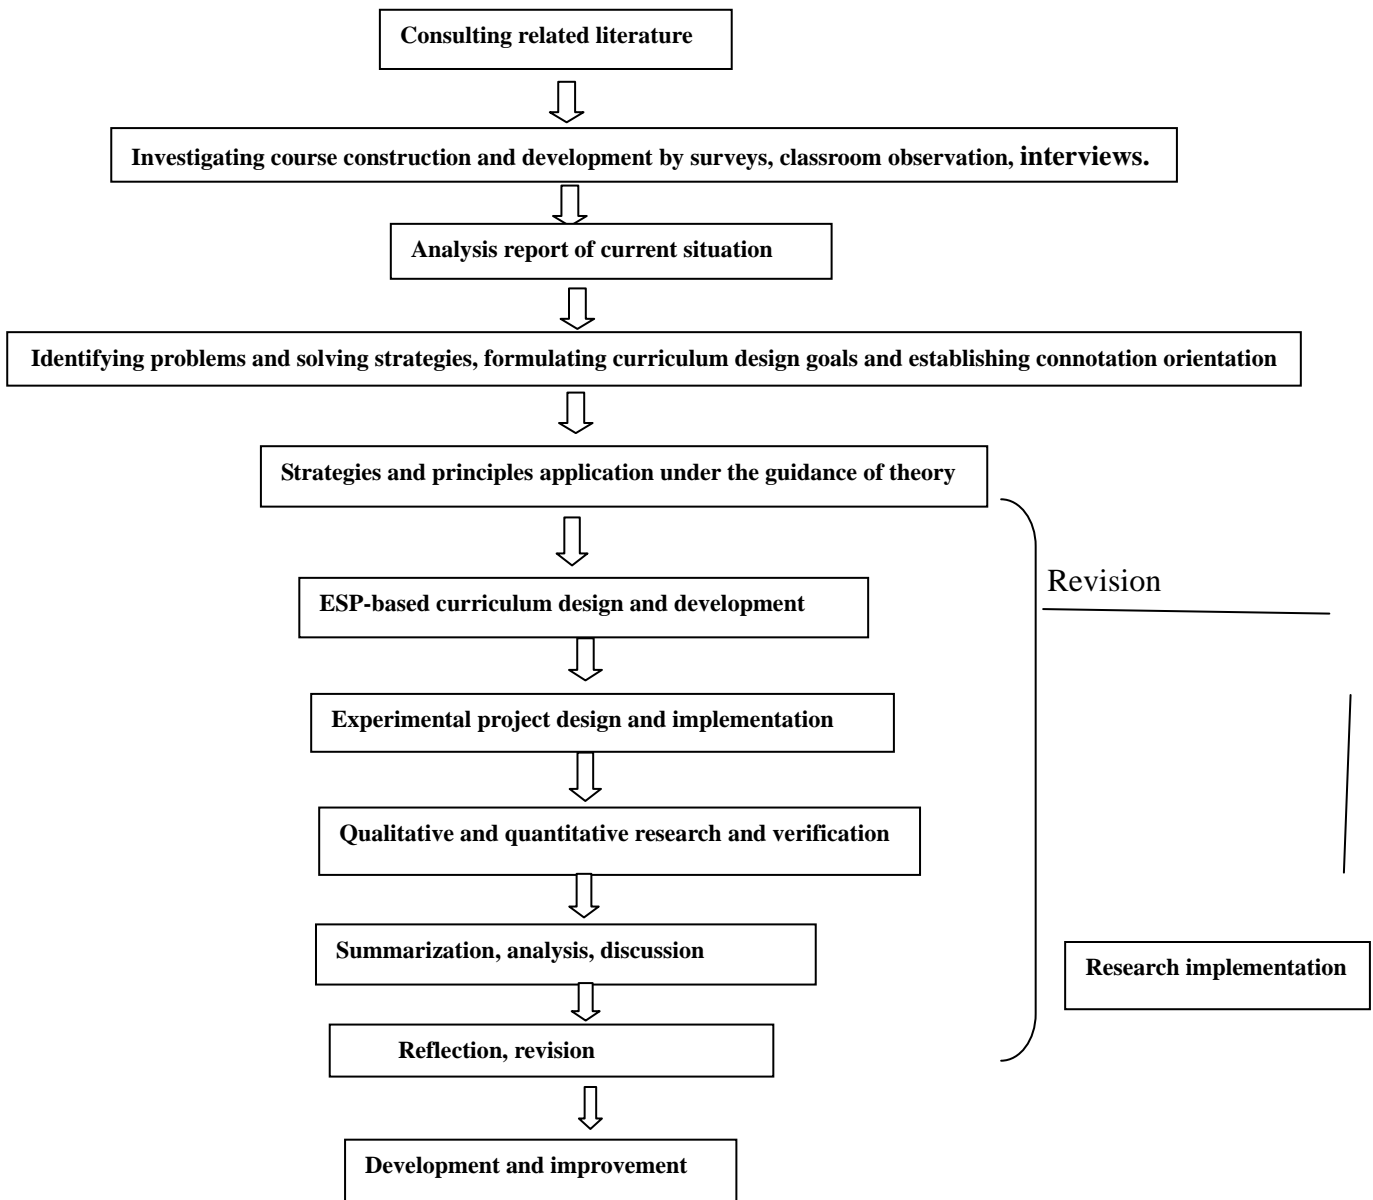 Consulting related literature
Investigating course construction and development by surveys, classroom observation, interviews.
Analysis report of current situation
Identifying problems and solving strategies, formulating curriculum design goals and establishing connotation orientation
Strategies and principles application under the guidance of theory
Revision
ESP-based curriculum design and development
Experimental project design and implementation
Qualitative and quantitative research and verification
Summarization, analysis, discussion
Research implementation
Reflection, revision
Development and improvement